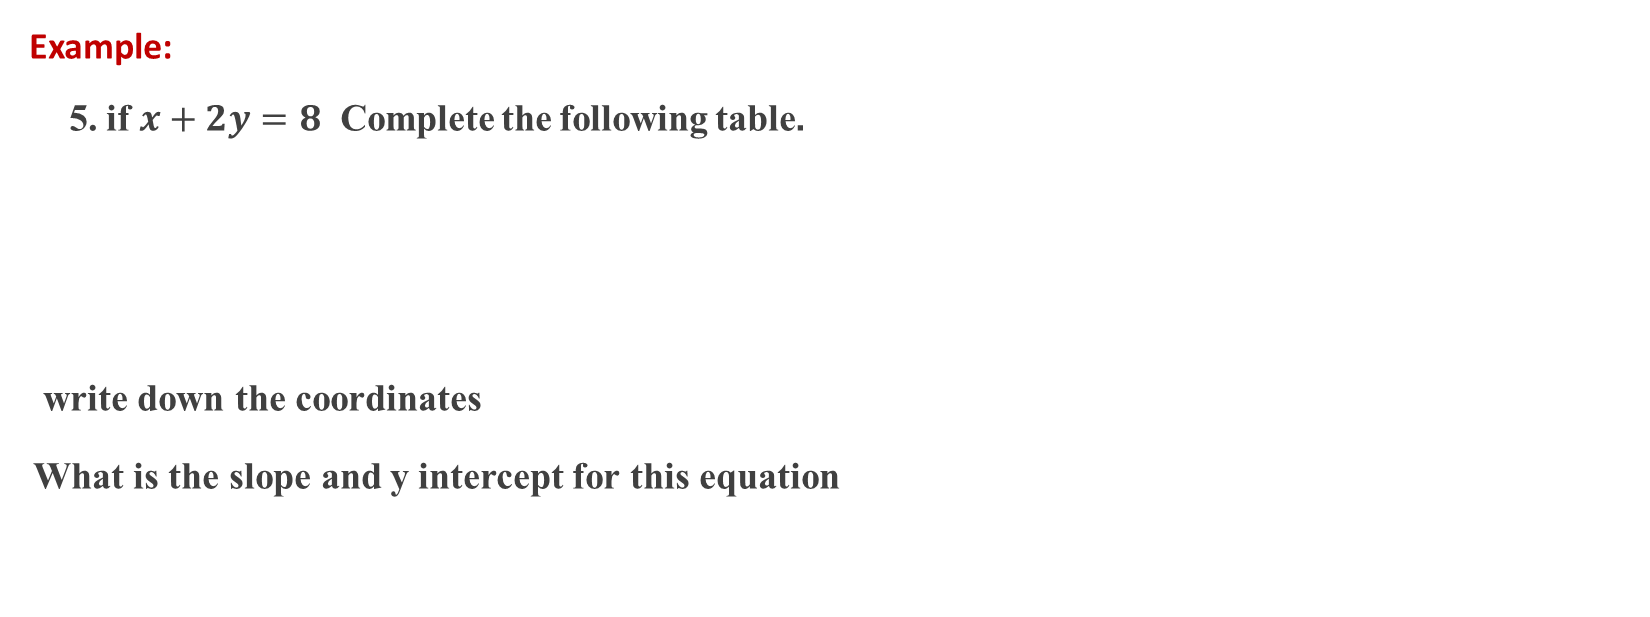 Example:
5. if x + 2y = 8 Complete the following table.
write down the coordinates
What is the slope and y intercept for this equation